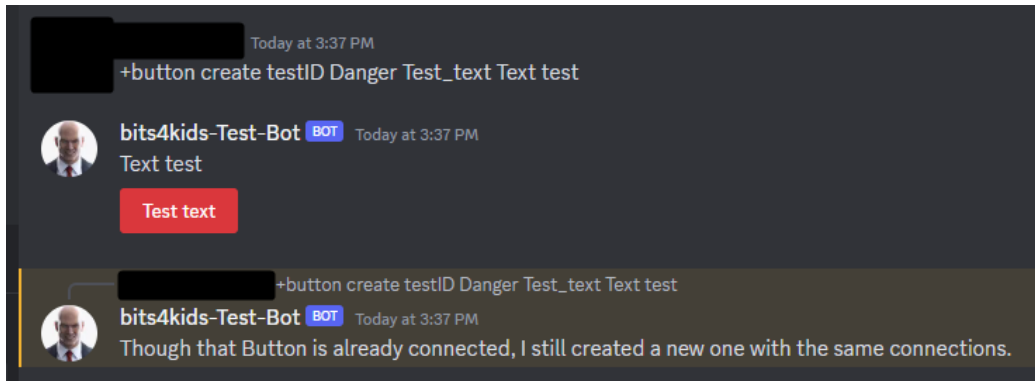 Today at 3:37 PM
+button create testID Danger Test_text Text test
bits4kids-Test-Bot BOT Today at 3:37 PM
Text test
Test text
+button create testID Danger Test_text Text test
bits4kids-Test-Bot BOT Today at 3:37 PM
Though that Button is already connected, I still created a new one with the same connections.